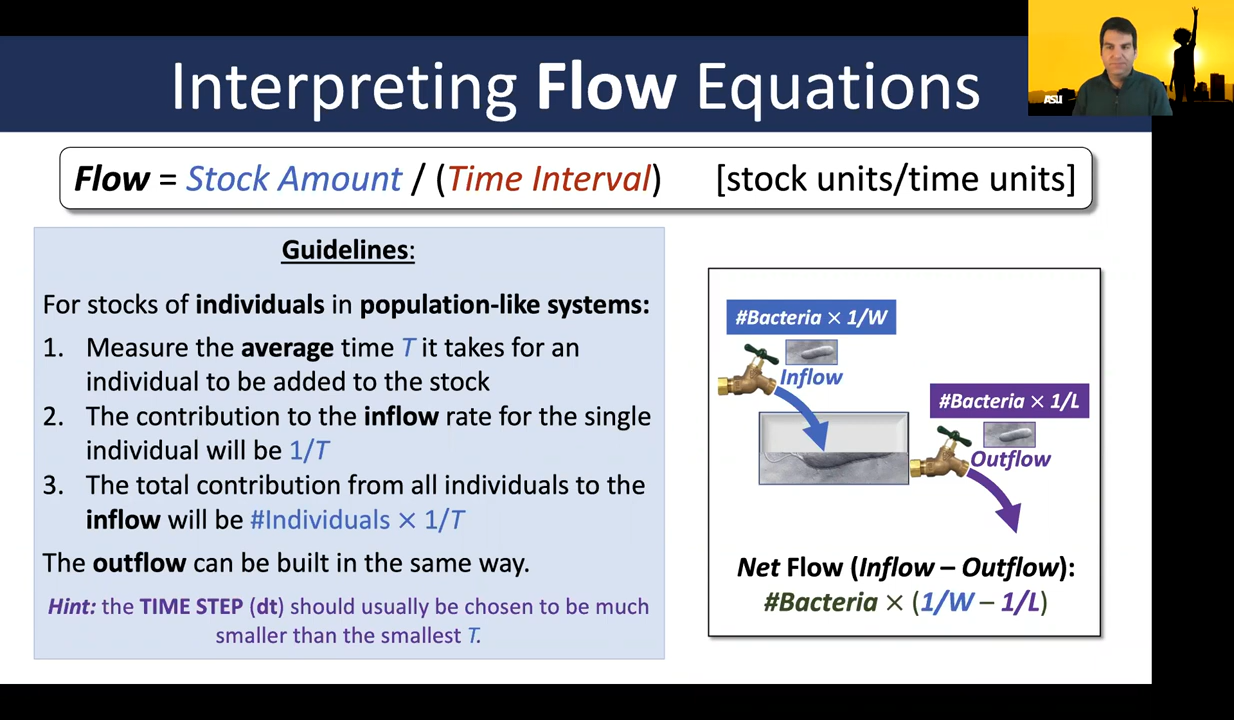 Interpreting Flow Equations
ASU
Flow = Stock Amount / (Time Interval) [stock units/time units]
Guidelines:
For stocks of individuals in population-like systems:
1. Measure the average time T it takes for an
individual to be added to the stock
2. The contribution to the inflow rate for the single
individual will be 1/T
3. The total contribution from all individuals to the
inflow will be #Individuals × 1/T
The outflow can be built in the same way.
Hint: the TIME STEP (dt) should usually be chosen to be much
smaller than the smallest T.
#Bacteria × 1/W
Inflow
#Bacteria × 1/L
Outflow
Net Flow (Inflow – Outflow):
#Bacteria × (1/W – 1/L)